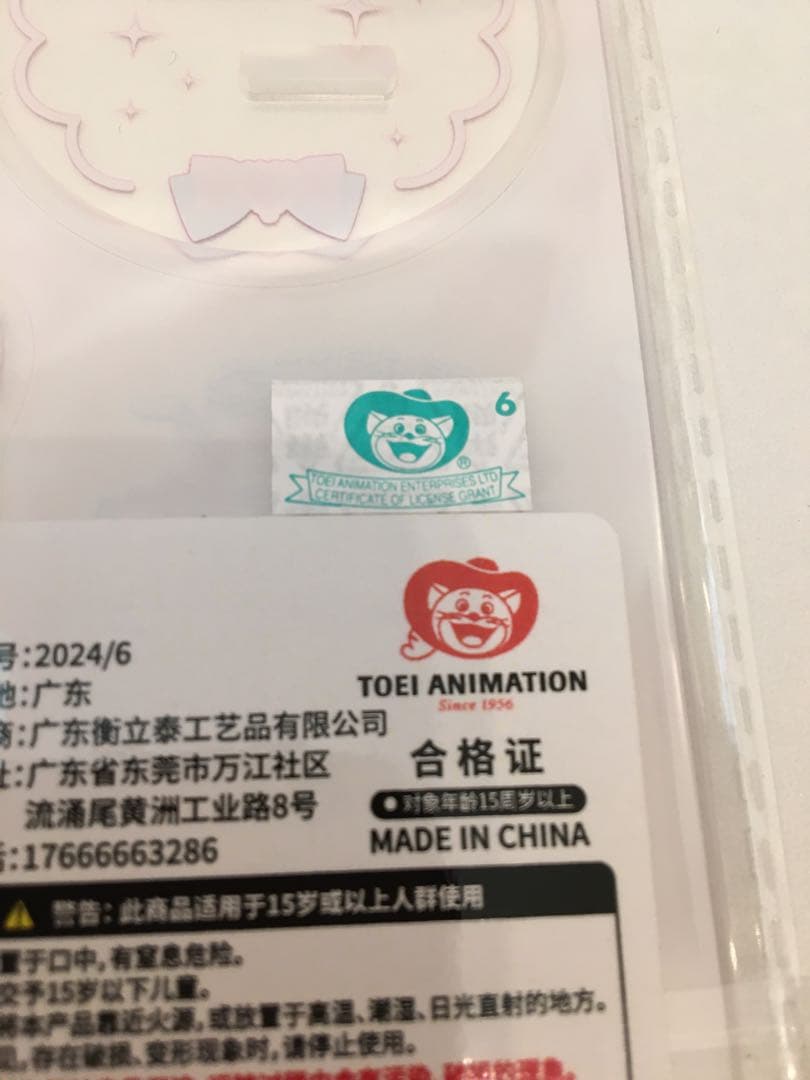 6
®
TOEI ANIMATION ENTERPRISES LTD
CERTIFICATE OF LICENSE GRANT
TOEI ANIMATION
Since 1956
号:2024/6
地:广东
商:广东衡立泰工艺品有限公司
址:广东省东莞市万江社区
流涌尾黄洲工业路8号
话:17666663286
合格证
对象年龄15周岁以上
MADE IN CHINA
警告:此商品适用于15岁或以上人群使用
置于口中,有窒息危险。
交予15岁以下儿童。
将本产品靠近火源,或放置于高温、潮湿、日光直射的地方。
见,存在破损、变形现象时,请停止使用。